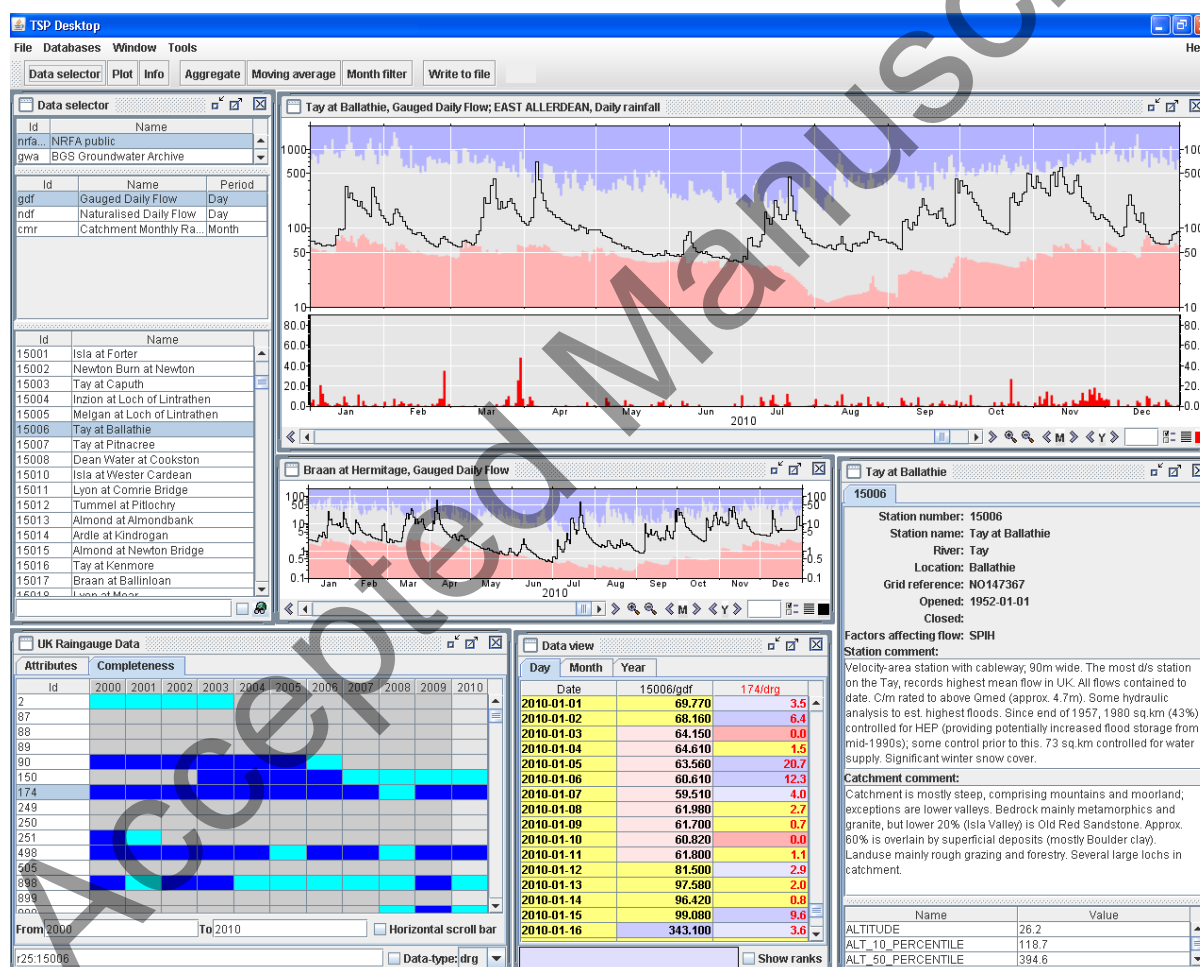 TSP Desktop
File Databases Window Tools
He
Data selector Plot Info Aggregate Moving average Month filter Write to file
Data selector
Id Name
nrfa... NRFA public
gwa BGS Groundwater Archive
Id Name Period
gdf Gauged Daily Flow Day
ndf Naturalised Daily Flow Day
cmr Catchment Monthly Ra... Month
Id Name
15001 Isla at Forter
15002 Newton Burn at Newton
15003 Tay at Caputh
15004 Inzion at Loch of Lintrathen
15005 Melgan at Loch of Lintrathen
15006 Tay at Ballathie
15007 Tay at Pitnacree
15008 Dean Water at Cookston
15010 Isla at Wester Cardean
15011 Lyon at Comrie Bridge
15012 Tummel at Pitlochry
15013 Almond at Almondbank
15014 Ardle at Kindrogan
15015 Almond at Newton Bridge
15016 Tay at Kenmore
15017 Braan at Ballinloan
15018 Lyon at Moar
Tay at Ballathie, Gauged Daily Flow; EAST ALLERDEAN, Daily rainfall
1000 100
500 500
100 100
50 50
10 10
80.0 80.
60.0 60.
40.0 40.
20.0 20.
0.0 0.0
Jan Feb Mar Apr May Jun Jul Aug Sep Oct Nov Dec
2010
M Y
Braan at Hermitage, Gauged Daily Flow
100 100
50 50
10 10
5 5
1 1
0.5 0.5
0.1 0.1
Jan Feb Mar Apr May Jun Jul Aug Sep Oct Nov Dec
2010
M Y
Tay at Ballathie
15006
Station number: 15006
Station name: Tay at Ballathie
River: Tay
Location: Ballathie
Grid reference: NO147367
Opened: 1952-01-01
Closed:
Factors affecting flow: SPIH
Station comment:
Velocity-area station with cableway; 90m wide. The most d/s station
on the Tay, records highest mean flow in UK. All flows contained to
date. C/m rated to above Qmed (approx. 4.7m). Some hydraulic
analysis to est. highest floods. Since end of 1957, 1980 sq.km (43%)
controlled for HEP (providing potentially increased flood storage from
mid-1990s); some control prior to this. 73 sq.km controlled for water
supply. Significant winter snow cover.
Catchment comment:
Catchment is mostly steep, comprising mountains and moorland;
exceptions are lower valleys. Bedrock mainly metamorphics and
granite, but lower 20% (Isla Valley) is Old Red Sandstone. Approx.
60% is overlain by superficial deposits (mostly Boulder clay).
Landuse mainly rough grazing and forestry. Several large lochs in
catchment.
Name Value
ALTITUDE 26.2
ALT_10_PERCENTILE 118.7
ALT_50_PERCENTILE 394.6
UK Raingauge Data
Attributes Completeness
Id 2000 2001 2002 2003 2004 2005 2006 2007 2008 2009 2010
2
87
88
89
90
150
174
249
250
251
498
505
898
899
From 2000 To 2010 Horizontal scroll bar
r25:15006 Data-type: drg
Data view
Day Month Year
Date 15006/gdf 174/drg
2010-01-01 69.770 3.5
2010-01-02 68.160 6.4
2010-01-03 64.150 0.0
2010-01-04 64.610 1.5
2010-01-05 63.560 20.7
2010-01-06 60.610 12.3
2010-01-07 59.510 4.0
2010-01-08 61.980 2.7
2010-01-09 61.700 0.7
2010-01-10 60.820 0.0
2010-01-11 61.800 1.1
2010-01-12 81.500 2.9
2010-01-13 97.580 2.0
2010-01-14 96.420 0.8
2010-01-15 99.080 9.6
2010-01-16 343.100 3.6
Show ranks
Accepted Manus